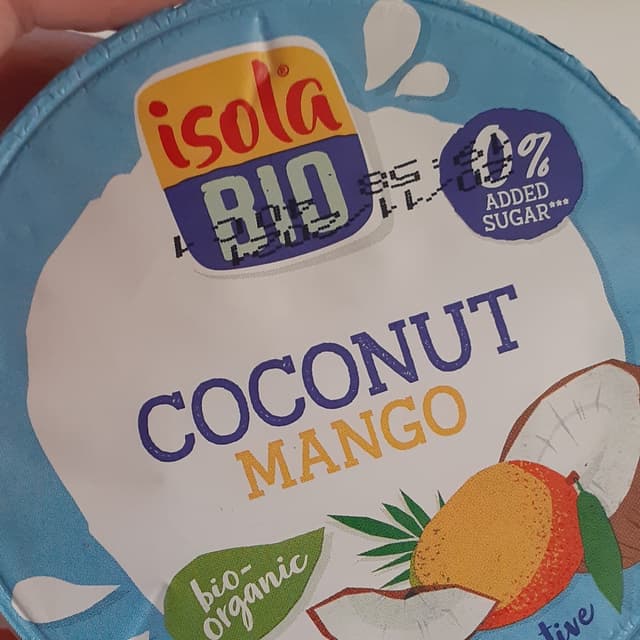 isola®
BIO
0%
ADDED
SUGAR***
COCONUT
MANGO
bio-
organic